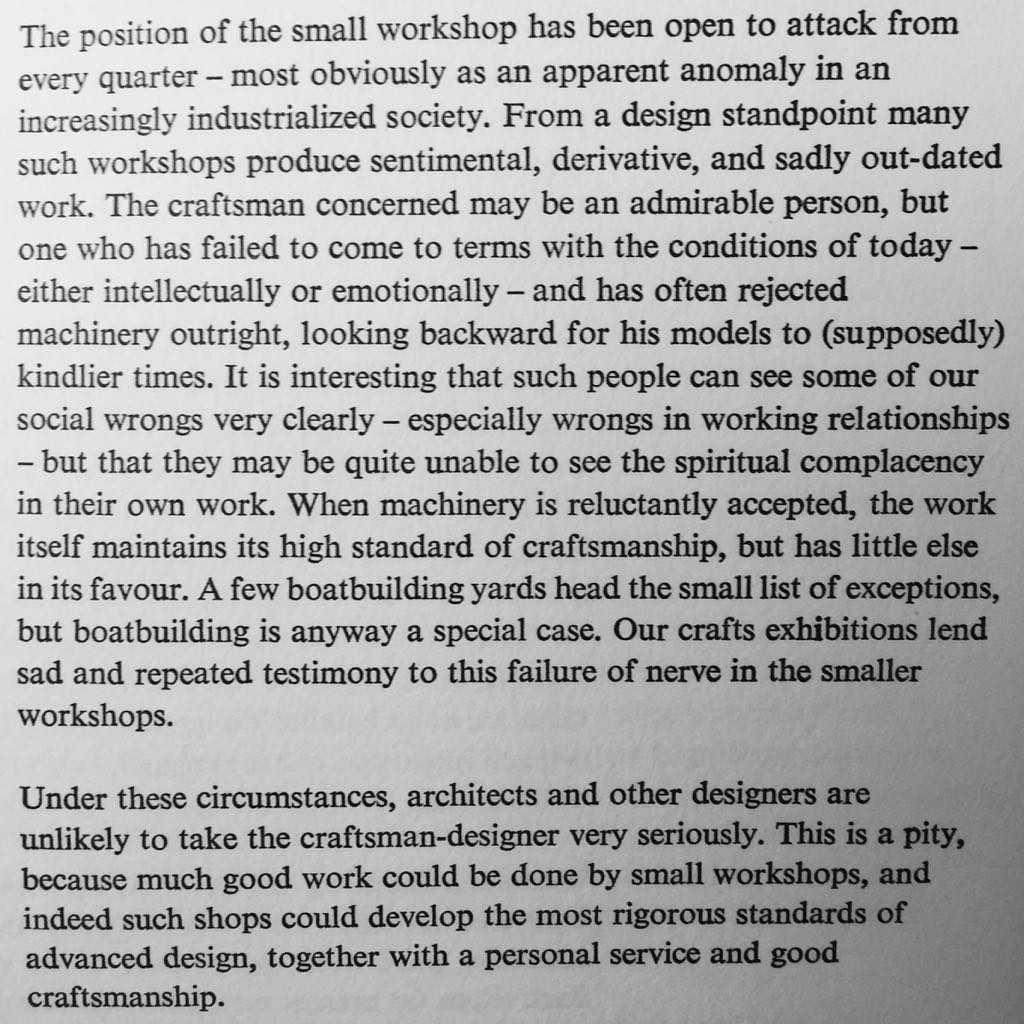 The position of the small workshop has been open to attack from
every quarter – most obviously as an apparent anomaly in an
increasingly industrialized society. From a design standpoint many
such workshops produce sentimental, derivative, and sadly out-dated
work. The craftsman concerned may be an admirable person, but
one who has failed to come to terms with the conditions of today –
either intellectually or emotionally – and has often rejected
machinery outright, looking backward for his models to (supposedly)
kindlier times. It is interesting that such people can see some of our
social wrongs very clearly – especially wrongs in working relationships
– but that they may be quite unable to see the spiritual complacency
in their own work. When machinery is reluctantly accepted, the work
itself maintains its high standard of craftsmanship, but has little else
in its favour. A few boatbuilding yards head the small list of exceptions,
but boatbuilding is anyway a special case. Our crafts exhibitions lend
sad and repeated testimony to this failure of nerve in the smaller
workshops.

Under these circumstances, architects and other designers are
unlikely to take the craftsman-designer very seriously. This is a pity,
because much good work could be done by small workshops, and
indeed such shops could develop the most rigorous standards of
advanced design, together with a personal service and good
craftsmanship.